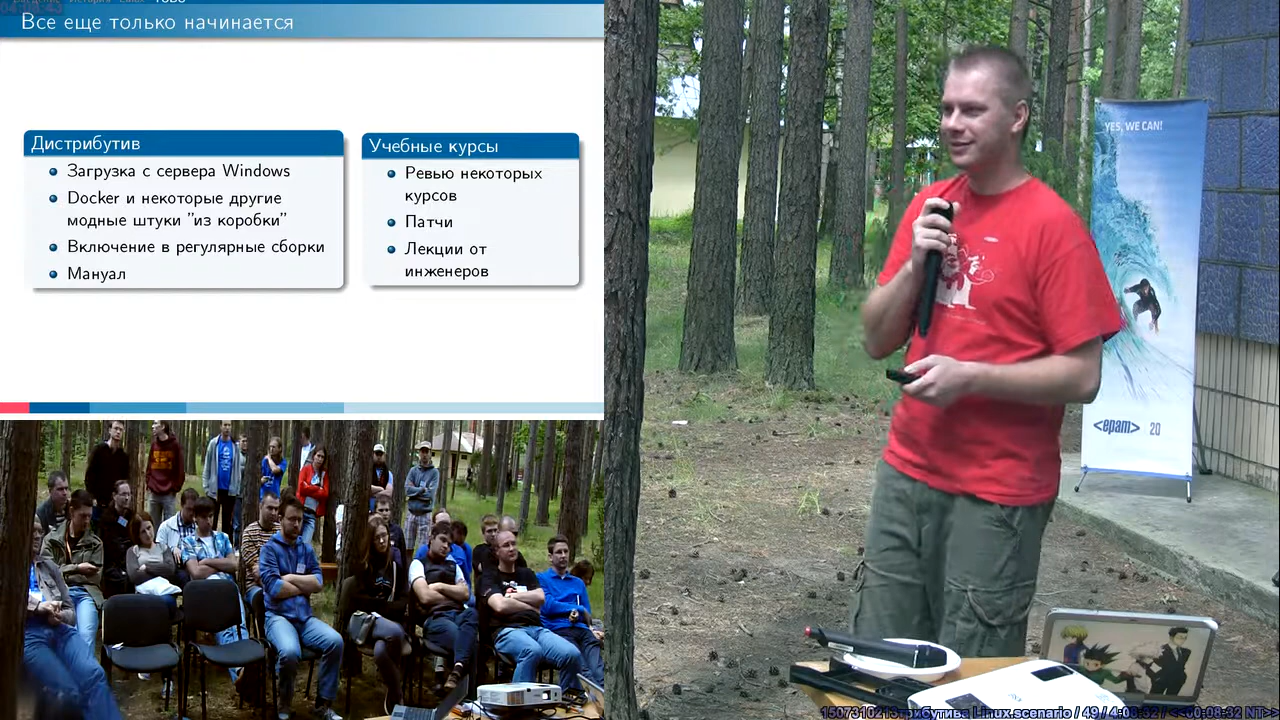 Все еще только начинается
Дистрибутив
Загрузка с сервера Windows
Docker и некоторые другие
модные штуки "из коробки"
Включение в регулярные сборки
Мануал
Учебные курсы
Ревью некоторых
курсов
Патчи
Лекции от
инженеров
YES, WE CAN!
<epam> 20